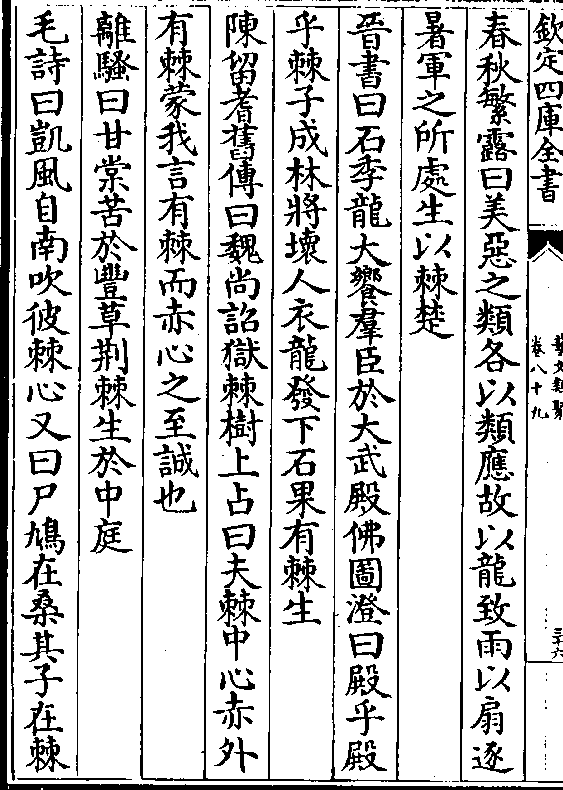 欽定四庫全書
藝文類聚
卷八十九
三十六
春秋繁露曰美惡之類各以類應故以龍致雨以扇逐
暑軍之所處生以棘楚
晉書曰石季龍大饗羣臣於大武殿佛圖澄曰殿乎殿
乎棘子成林將壞人衣龍發下石果有棘生
陳留耆舊傳曰魏尚詔獄棘樹上占曰夫棘中心赤外
有棘蒙我言有棘而赤心之至誠也
離騷曰甘棠苦於豐草荆棘生於中庭
毛詩曰凱風自南吹彼棘心又曰尸鳩在桑其子在棘